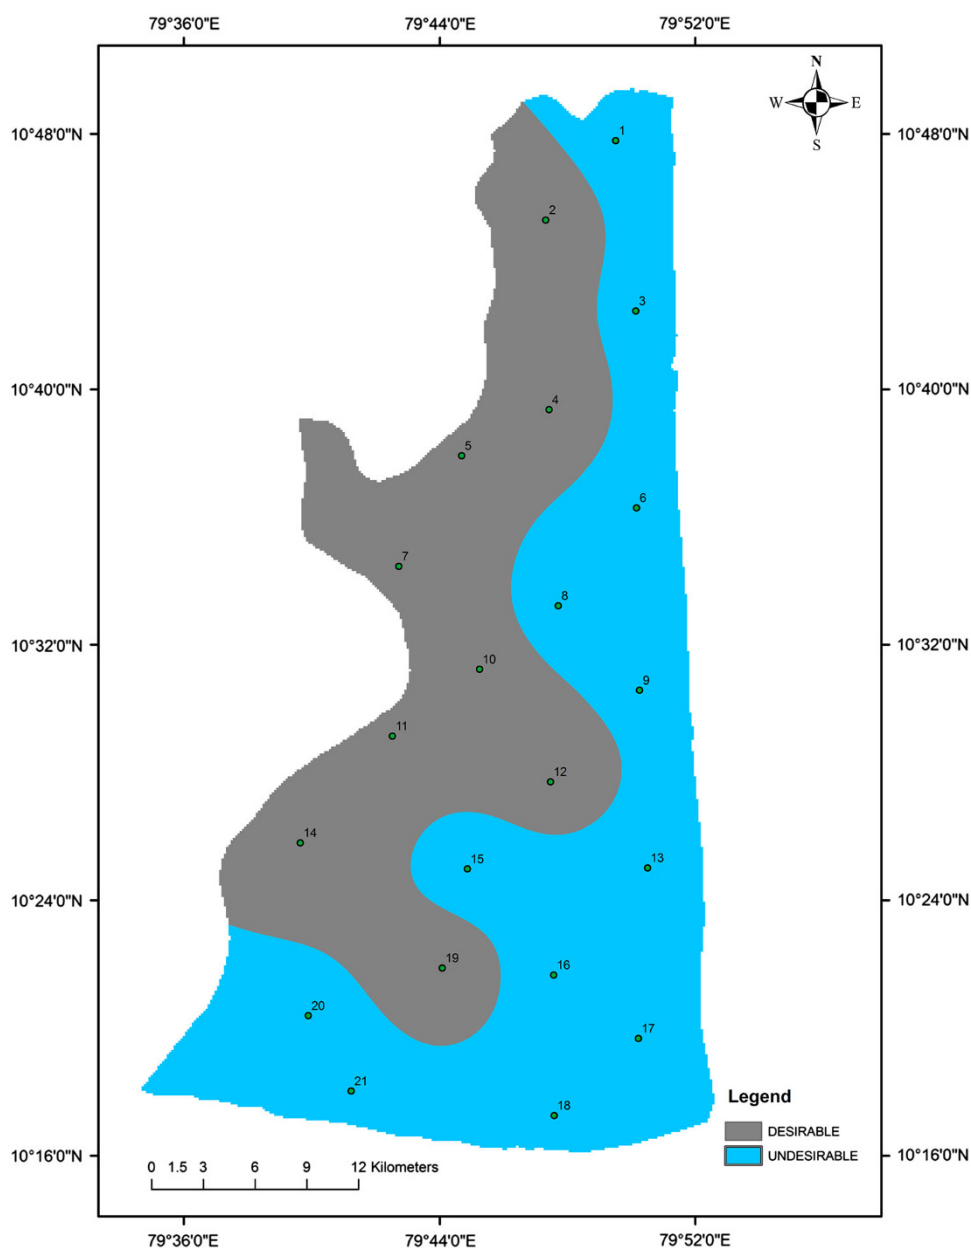 79°36'0"E 79°44'0"E 79°52'0"E
N
W E
S
10°48'0"N 10°48'0"N
1
2
3
10°40'0"N 10°40'0"N
4
5
6
7
8
10°32'0"N 10°32'0"N
10
9
11
12
14
15
13
10°24'0"N 10°24'0"N
19
16
20
17
21
18
Legend
DESIRABLE
UNDESIRABLE
10°16'0"N 10°16'0"N
0 1.5 3 6 9 12 Kilometers
79°36'0"E 79°44'0"E 79°52'0"E